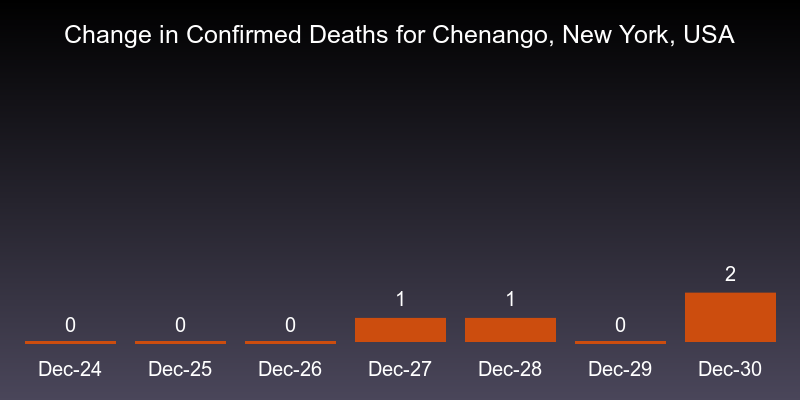 Change in Confirmed Deaths for Chenango, New York, USA
2
1 1
0 0 0 0
Dec-24 Dec-25 Dec-26 Dec-27 Dec-28 Dec-29 Dec-30